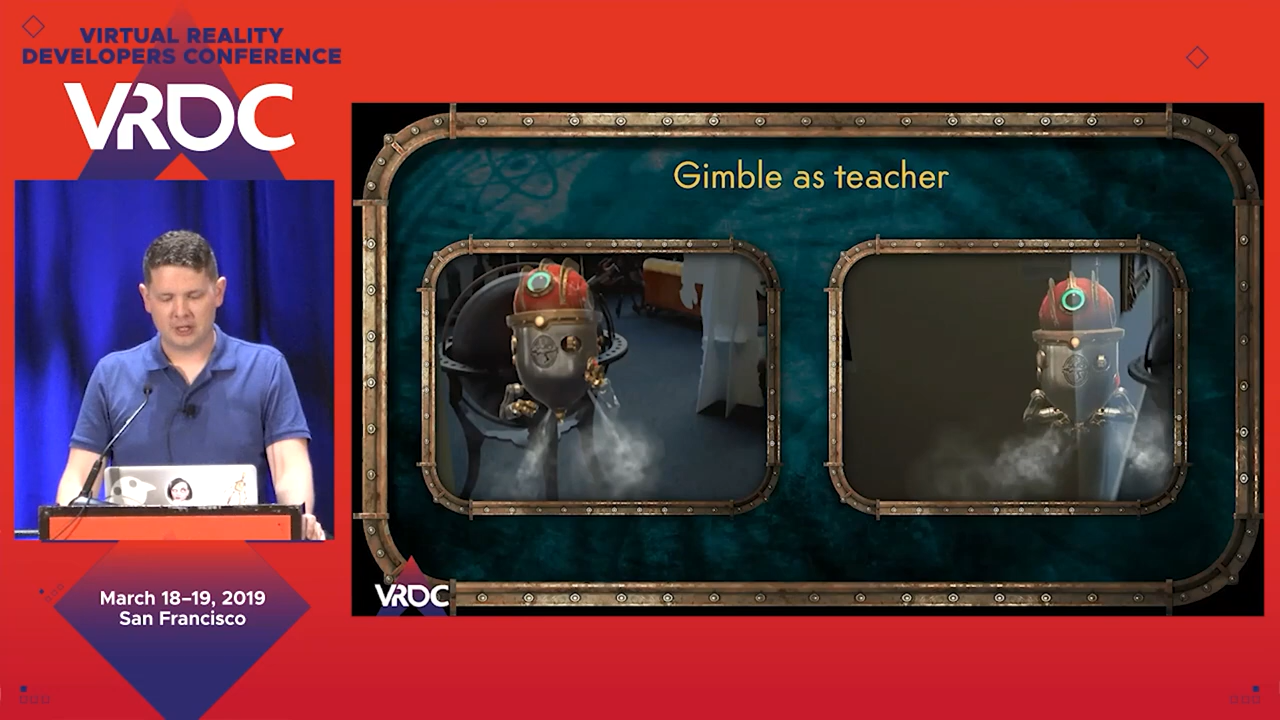 VIRTUAL REALITY
DEVELOPERS CONFERENCE
VRDC
Gimble as teacher
VRDC
March 18–19, 2019
San Francisco